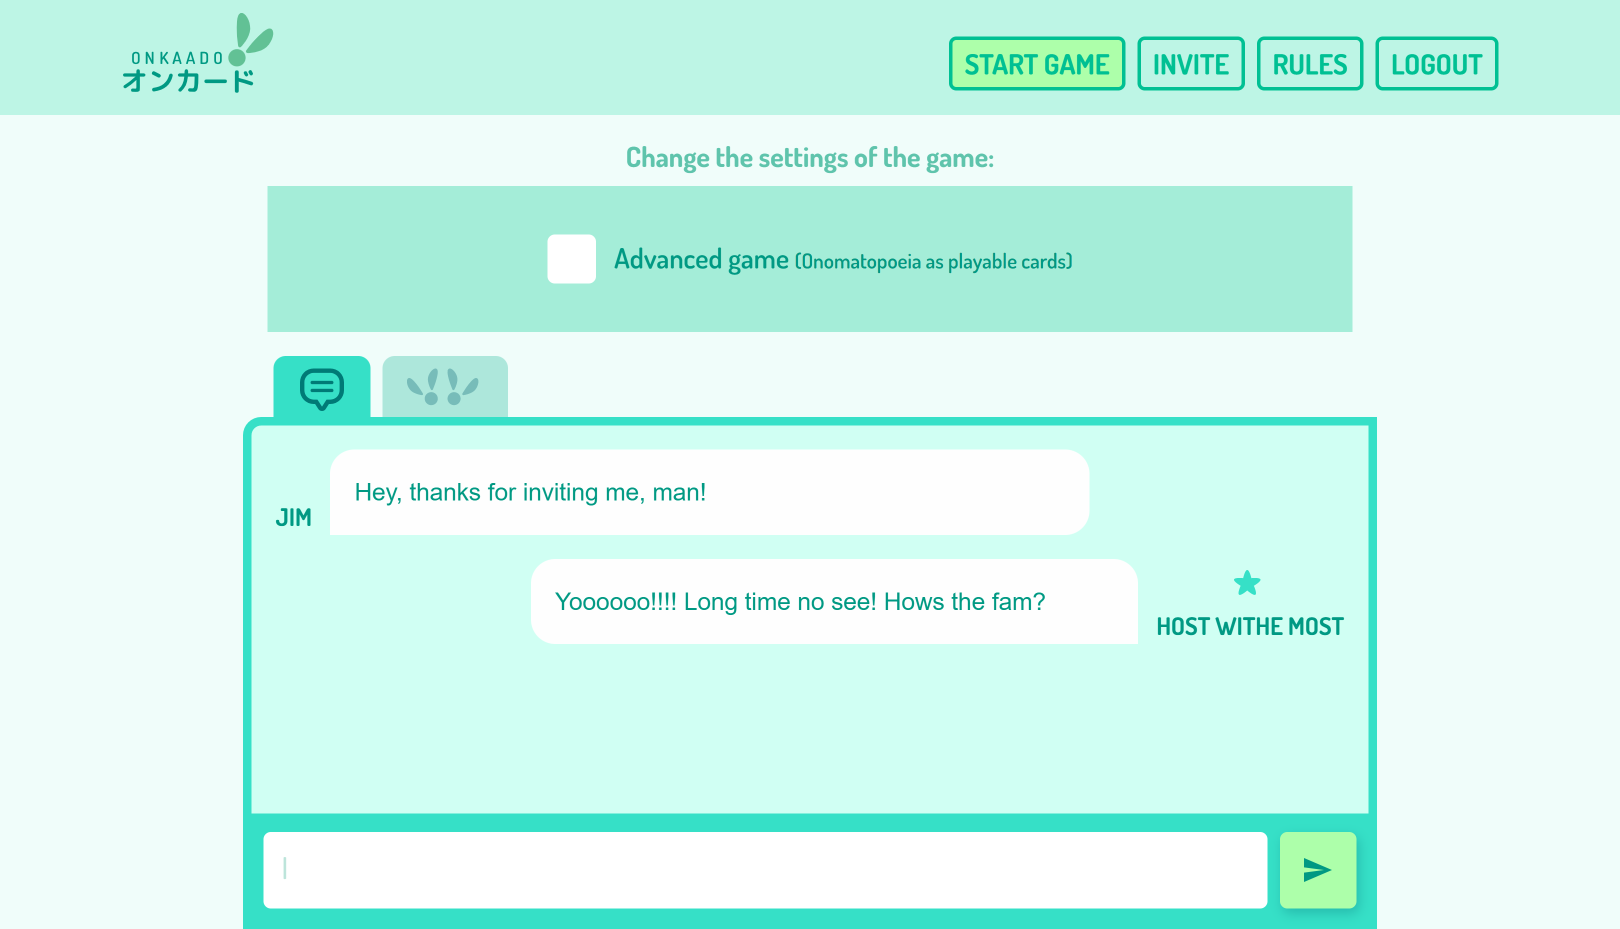 ONKAADO
オンカード
START GAME
INVITE
RULES
LOGOUT
Change the settings of the game:
Advanced game (Onomatopoeia as playable cards)
Hey, thanks for inviting me, man!
JIM
Yoooooo!!!! Long time no see! Hows the fam?
HOST WITHE MOST